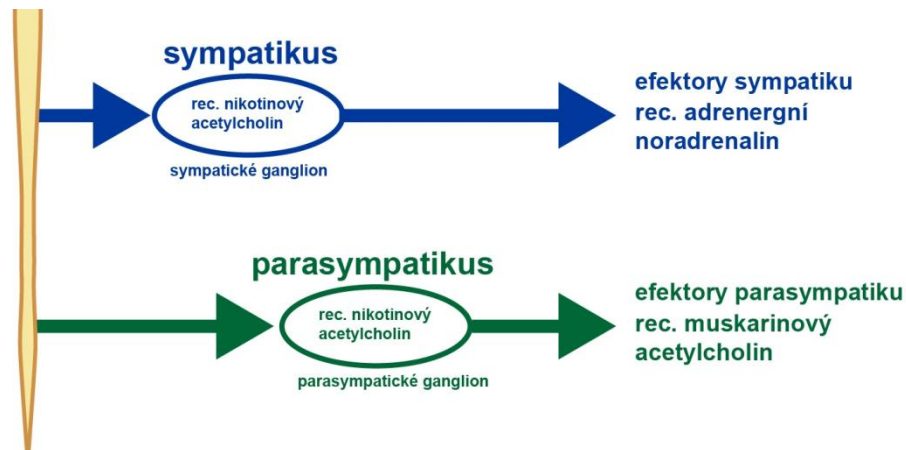 sympatikus
rec. nikotinový
acetylcholin
sympatické ganglion
efektory sympatiku
rec. adrenergní
noradrenalin
parasympatikus
rec. nikotinový
acetylcholin
parasympatické ganglion
efektory parasympatiku
rec. muskarinový
acetylcholin